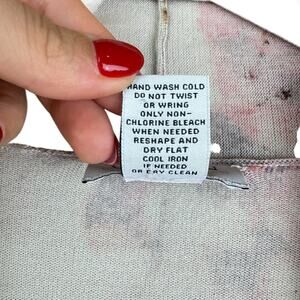 HAND WASH COLD
DO NOT TWIST
OR WRING
ONLY NON-
CHLORINE BLEACH
WHEN NEEDED
RESHAPE AND
DRY FLAT
COOL IRON
IF NEEDED
OR DRY CLEAN